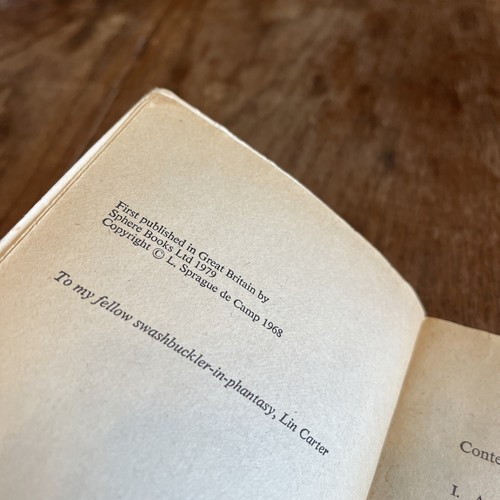 First published in Great Britain by
Sphere Books Ltd 1979
Copyright © L. Sprague de Camp 1968
To my fellow swashbuckler-in-phantasy, Lin Carter
Conte
I. A